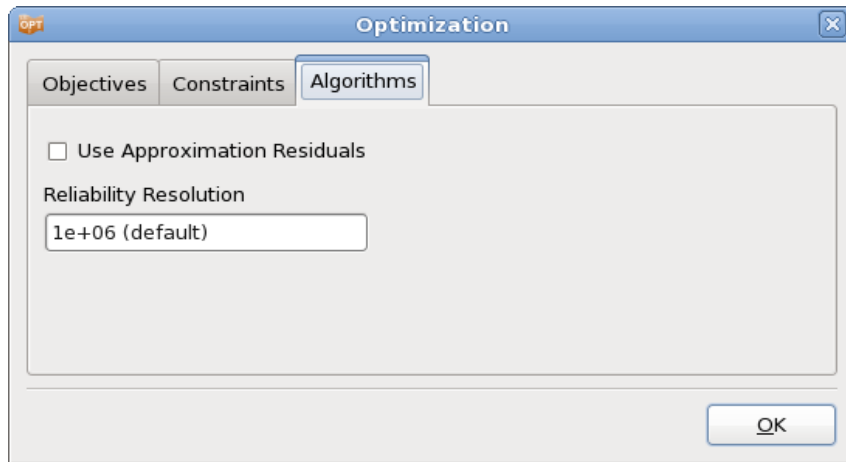 OPT Optimization
Objectives Constraints Algorithms
Use Approximation Residuals
Reliability Resolution
1e+06 (default)
OK